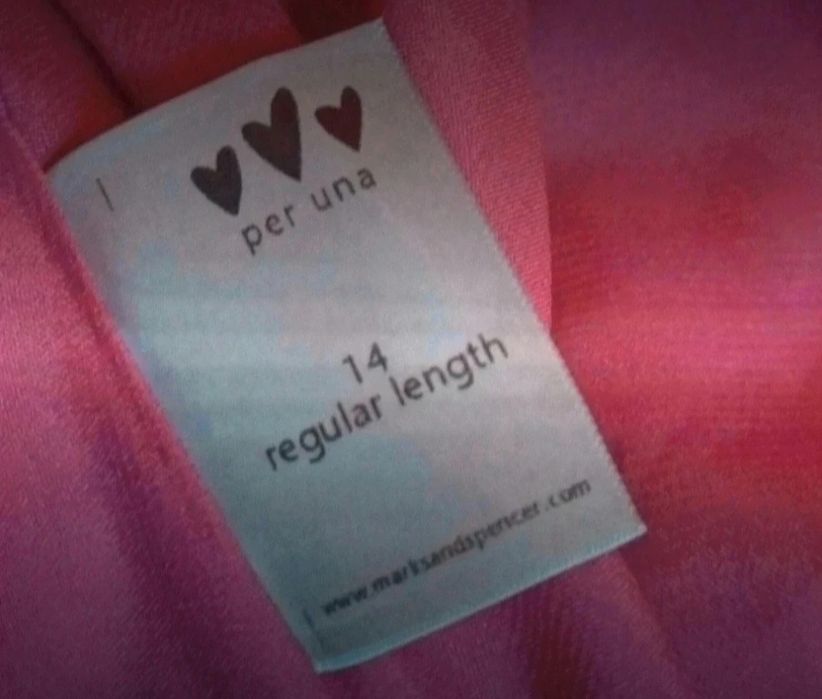 per una
14
regular length
www.marksandspencer.com